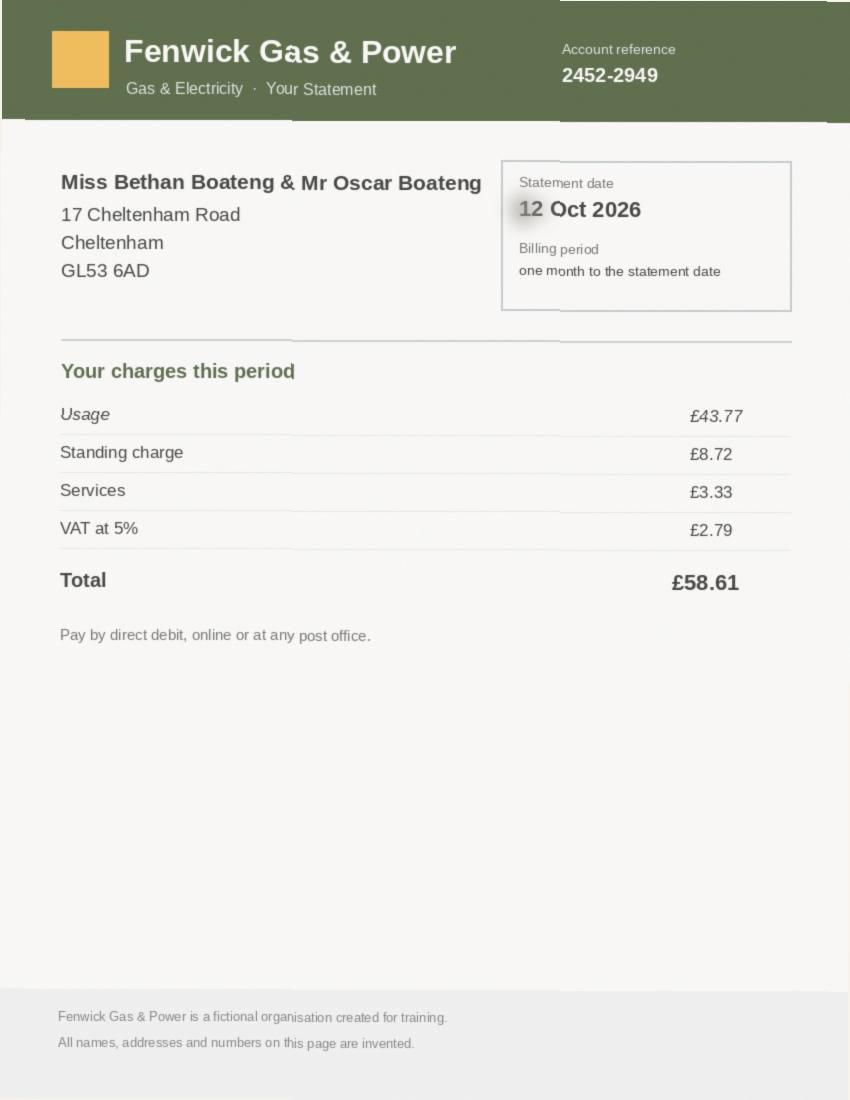 Fenwick Gas & Power
Gas & Electricity · Your Statement
Account reference
2452-2949
Miss Bethan Boateng & Mr Oscar Boateng
17 Cheltenham Road
Cheltenham
GL53 6AD
Statement date
12 Oct 2026
Billing period
one month to the statement date
Your charges this period
Usage £43.77
Standing charge £8.72
Services £3.33
VAT at 5% £2.79
Total £58.61
Pay by direct debit, online or at any post office.
Fenwick Gas & Power is a fictional organisation created for training.
All names, addresses and numbers on this page are invented.